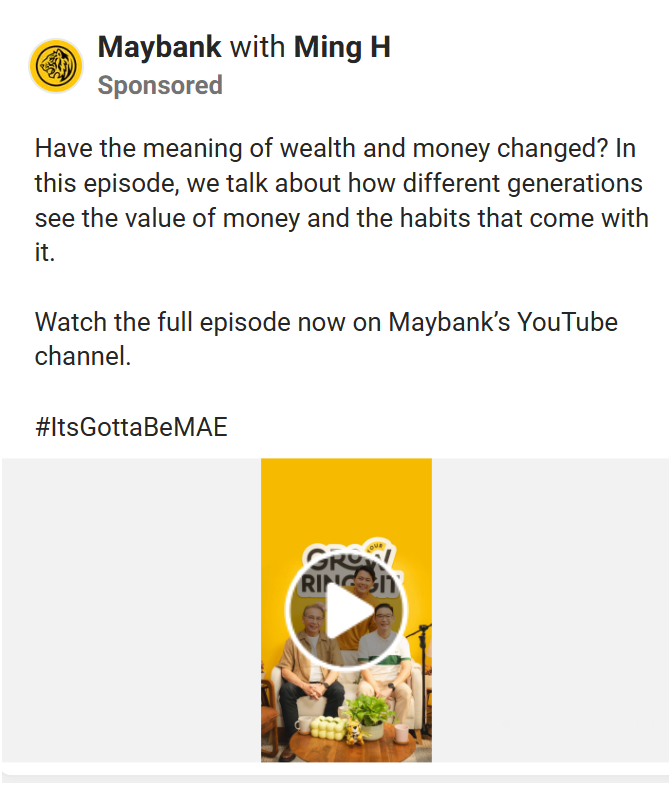 Maybank with Ming H
Sponsored
Have the meaning of wealth and money changed? In
this episode, we talk about how different generations
see the value of money and the habits that come with
it.
Watch the full episode now on Maybank’s YouTube
channel.
#ItsGottaBeMAE
GROW
YOUR
RINGGIT